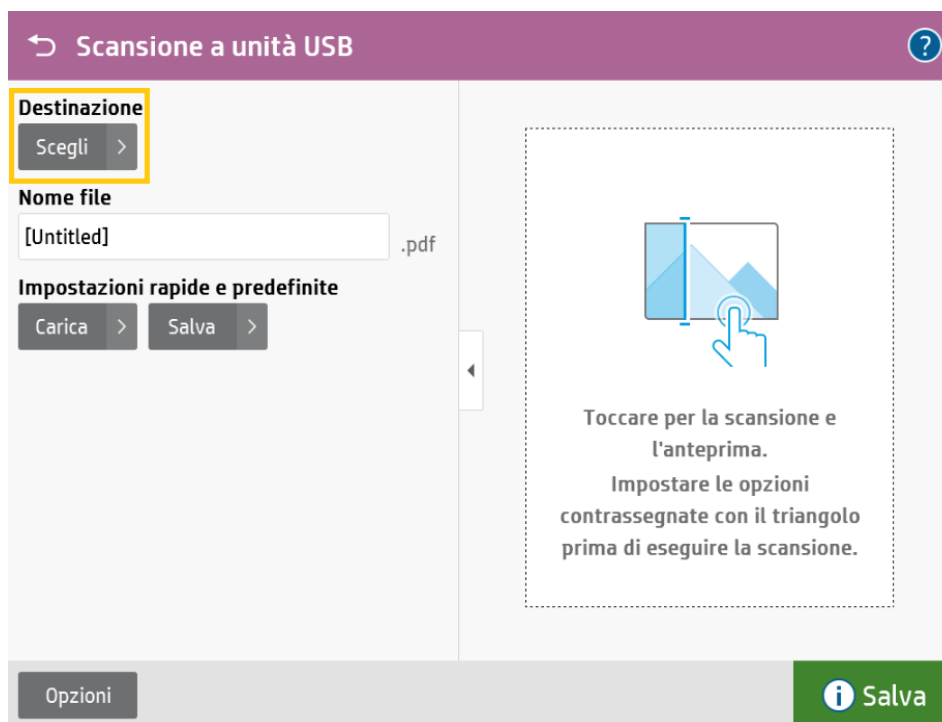 Scansione a unità USB
?
Destinazione
Scegli >
Nome file
[Untitled]
.pdf
Impostazioni rapide e predefinite
Carica > Salva >
Toccare per la scansione e
l'anteprima.
Impostare le opzioni
contrassegnate con il triangolo
prima di eseguire la scansione.
Opzioni
i Salva